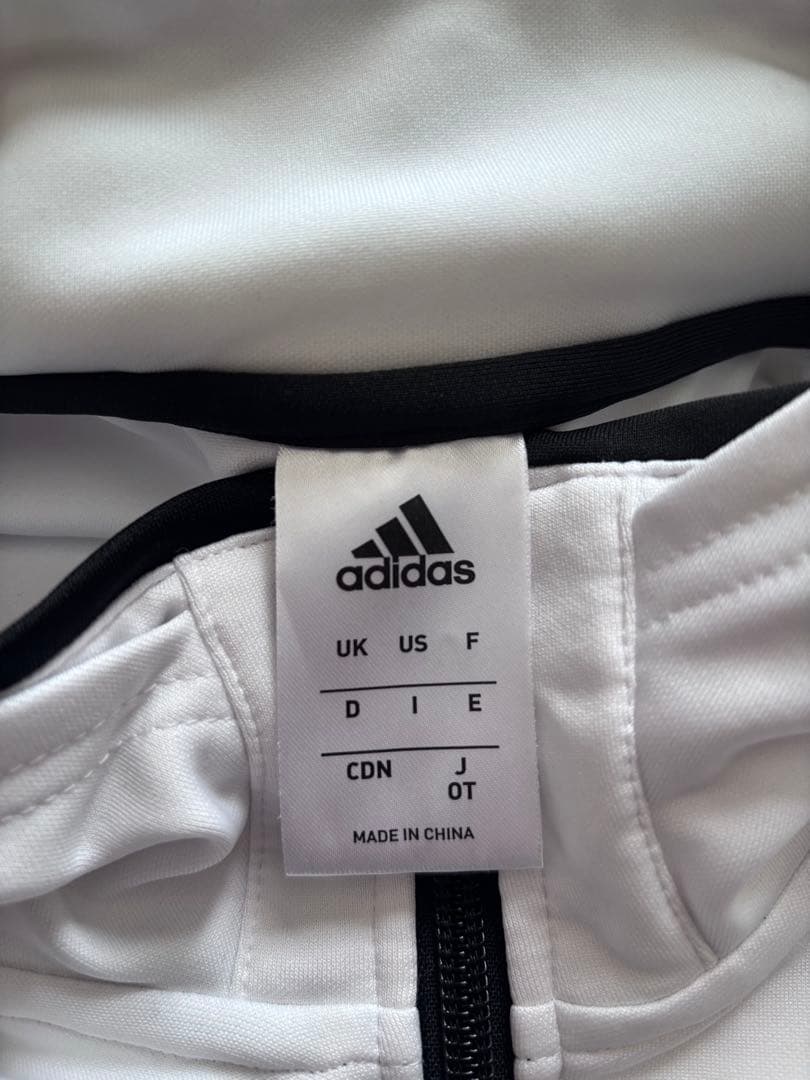 adidas
UK US F
D I E
CDN J
OT
MADE IN CHINA